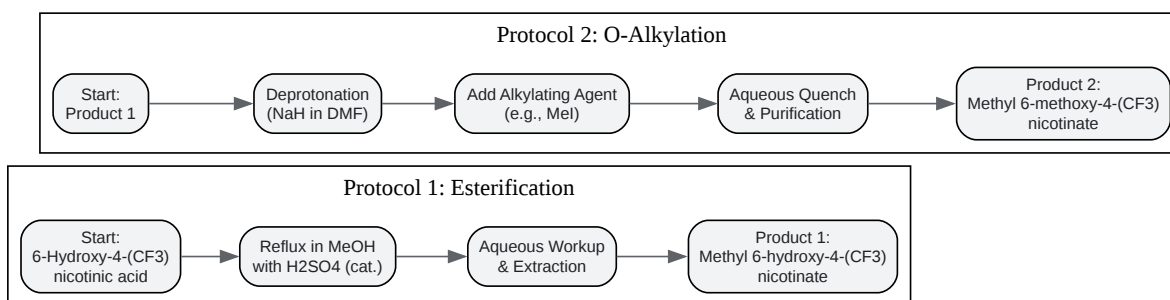 Protocol 2: O-Alkylation
Start:
Product 1
Deprotonation
(NaH in DMF)
Add Alkylating Agent
(e.g., MeI)
Aqueous Quench
& Purification
Product 2:
Methyl 6-methoxy-4-(CF3)
nicotinate
Protocol 1: Esterification
Start:
6-Hydroxy-4-(CF3)
nicotinic acid
Reflux in MeOH
with H2SO4 (cat.)
Aqueous Workup
& Extraction
Product 1:
Methyl 6-hydroxy-4-(CF3)
nicotinate